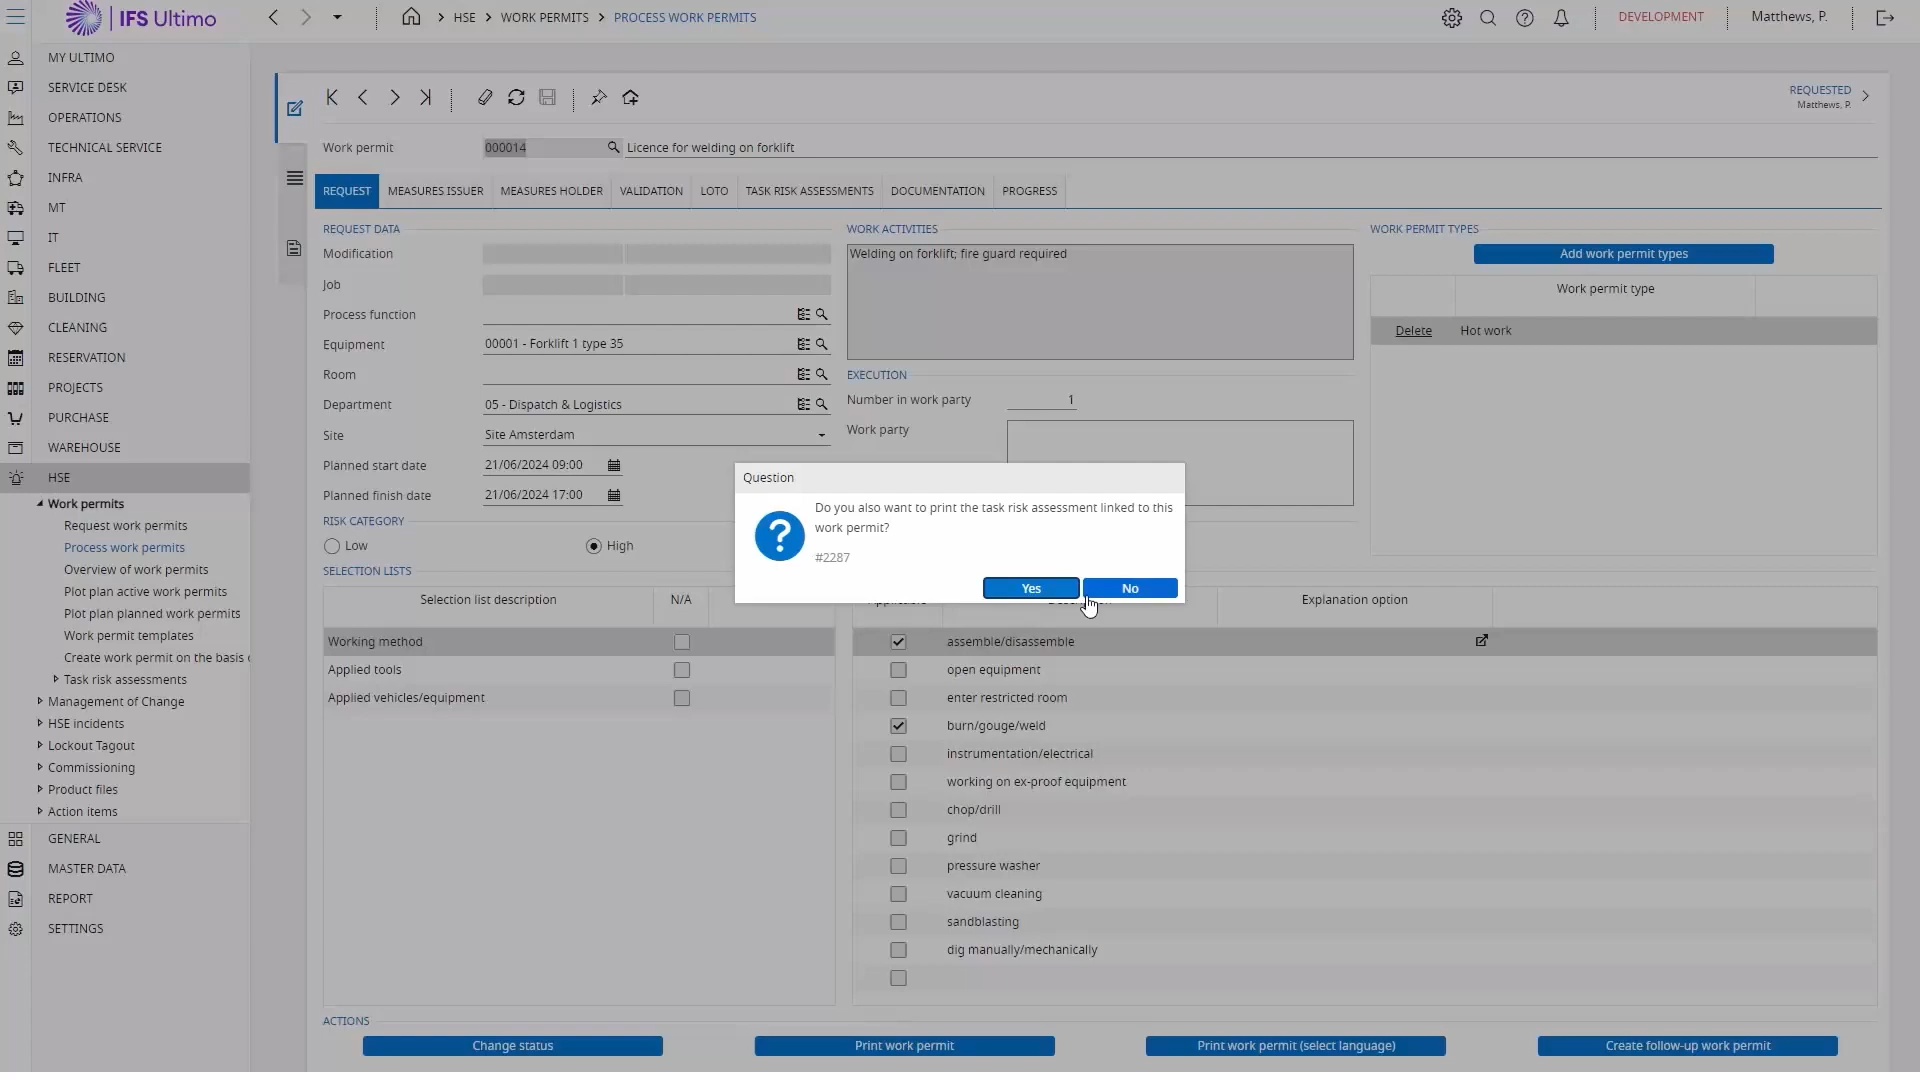 IFS Ultimo
HSE
WORK PERMITS
PROCESS WORK PERMITS
DEVELOPMENT
Matthews, P.
MY ULTIMO
SERVICE DESK
OPERATIONS
TECHNICAL SERVICE
INFRA
MT
IT
FLEET
BUILDING
CLEANING
RESERVATION
PROJECTS
PURCHASE
WAREHOUSE
HSE
Work permits
Request work permits
Process work permits
Overview of work permits
Plot plan active work permits
Plot plan planned work permits
Work permit templates
Create work permit on the basis
Task risk assessments
Management of Change
HSE incidents
Lockout Tagout
Commissioning
Product files
Action items
GENERAL
MASTER DATA
REPORT
SETTINGS
REQUESTED
Matthews, P.
Work permit 000014 Licence for welding on forklift
REQUEST MEASURES ISSUER MEASURES HOLDER VALIDATION LOTO TASK RISK ASSESSMENTS DOCUMENTATION PROGRESS
REQUEST DATA
Modification
Job
Process function
Equipment 00001 - Forklift 1 type 35
Room
Department 05 - Dispatch & Logistics
Site Site Amsterdam
Planned start date 21/06/2024 09:00
Planned finish date 21/06/2024 17:00
RISK CATEGORY
Low High
WORK ACTIVITIES
Welding on forklift; fire guard required
EXECUTION
Number in work party 1
Work party
WORK PERMIT TYPES
Add work permit types
Work permit type
Delete Hot work
Question
Do you also want to print the task risk assessment linked to this
work permit?
#2287
Yes No
SELECTION LISTS
Selection list description N/A
Working method
Applied tools
Applied vehicles/equipment
Explanation option
assemble/disassemble
open equipment
enter restricted room
burn/gouge/weld
instrumentation/electrical
working on ex-proof equipment
chop/drill
grind
pressure washer
vacuum cleaning
sandblasting
dig manually/mechanically
ACTIONS
Change status Print work permit Print work permit (select language) Create follow-up work permit